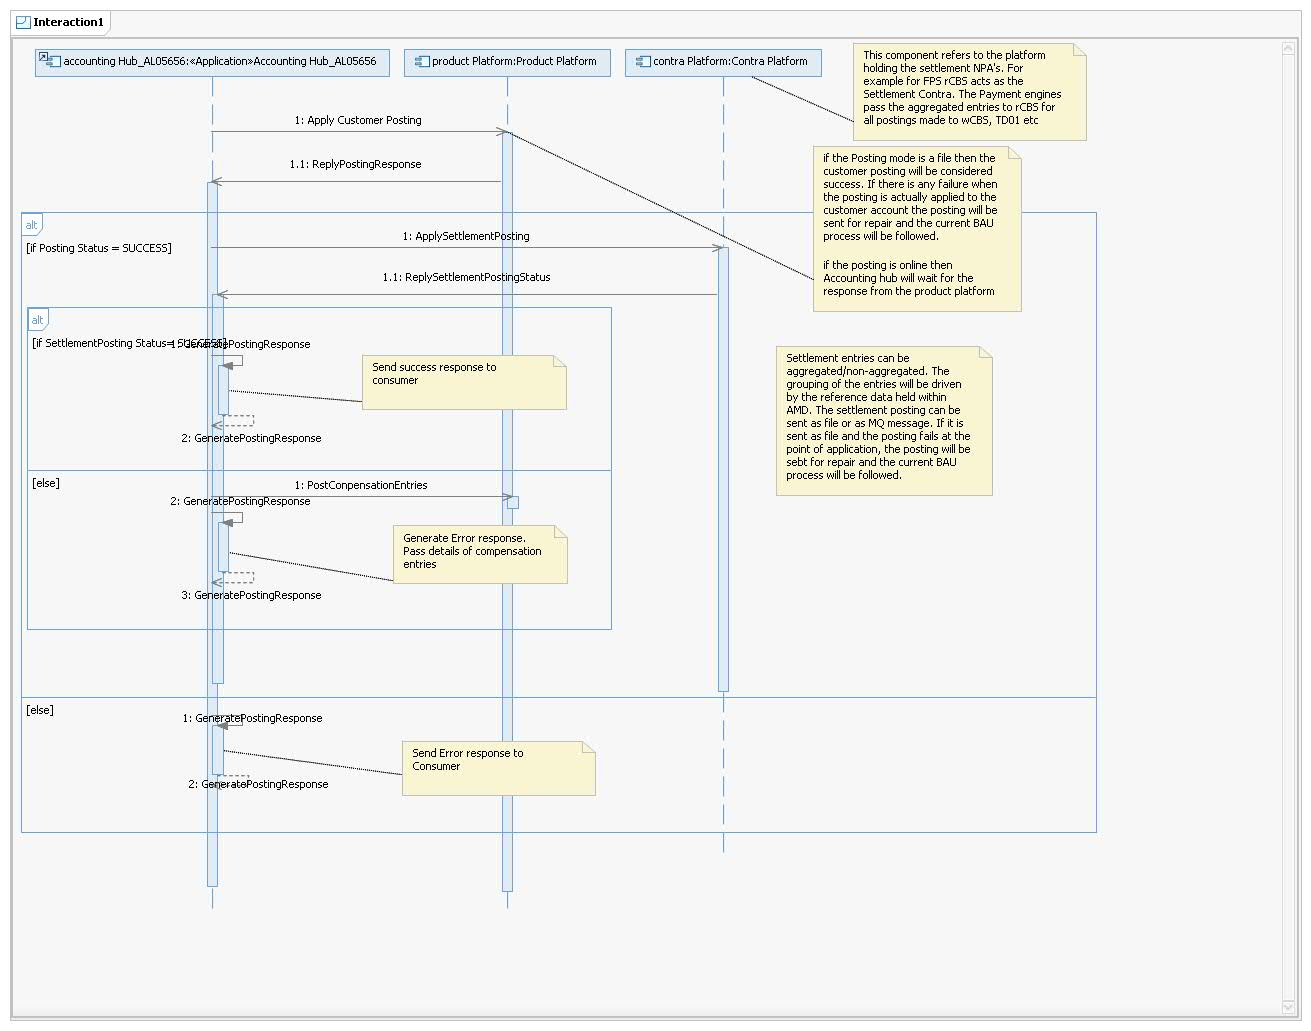 Interaction1
accounting Hub_AL05656:«Application»Accounting Hub_AL05656
product Platform:Product Platform
contra Platform:Contra Platform
This component refers to the platform
holding the settlement NPA's. For
example for FPS rCBS acts as the
Settlement Contra. The Payment engines
pass the aggregated entries to rCBS for
all postings made to wCBS, TD01 etc
1: Apply Customer Posting
1.1: ReplyPostingResponse
if the Posting mode is a file then the
customer posting will be considered
success. If there is any failure when
the posting is actually applied to the
customer account the posting will be
sent for repair and the current BAU
process will be followed.
if the posting is online then
Accounting hub will wait for the
response from the product platform
alt
[if Posting Status = SUCCESS]
1: ApplySettlementPosting
1.1: ReplySettlementPostingStatus
alt
[if SettlementPosting Status= SUCCESS]
1: GeneratePostingResponse
Send success response to
consumer
2: GeneratePostingResponse
Settlement entries can be
aggregated/non-aggregated. The
grouping of the entries will be driven
by the reference data held within
AMD. The settlement posting can be
sent as file or as MQ message. If it is
sent as file and the posting fails at the
point of application, the posting will be
sebt for repair and the current BAU
process will be followed.
[else]
1: PostConpensationEntries
2: GeneratePostingResponse
Generate Error response.
Pass details of compensation
entries
3: GeneratePostingResponse
[else]
1: GeneratePostingResponse
Send Error response to
Consumer
2: GeneratePostingResponse